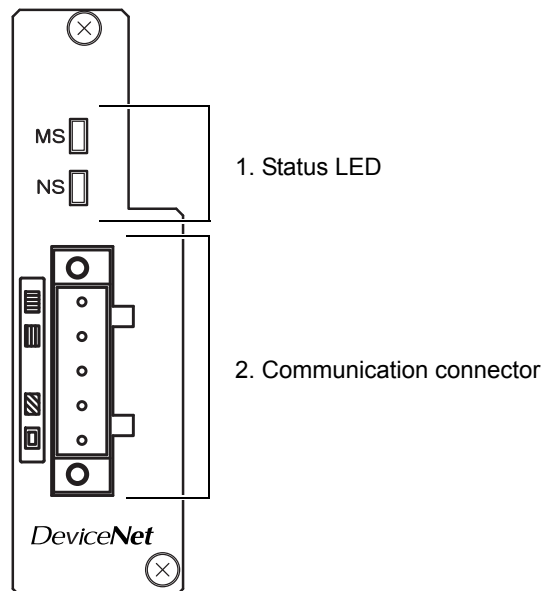 MS
1. Status LED
NS
2. Communication connector
DeviceNet